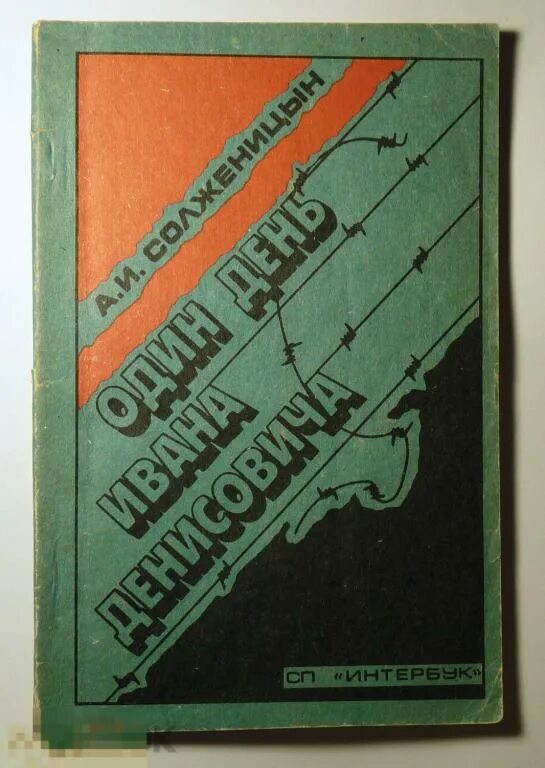 А.И. СОЛЖЕНИЦЫН
ОДИН ДЕНЬ
ИВАНА
ДЕНИСОВИЧА
СП «ИНТЕРБУК»